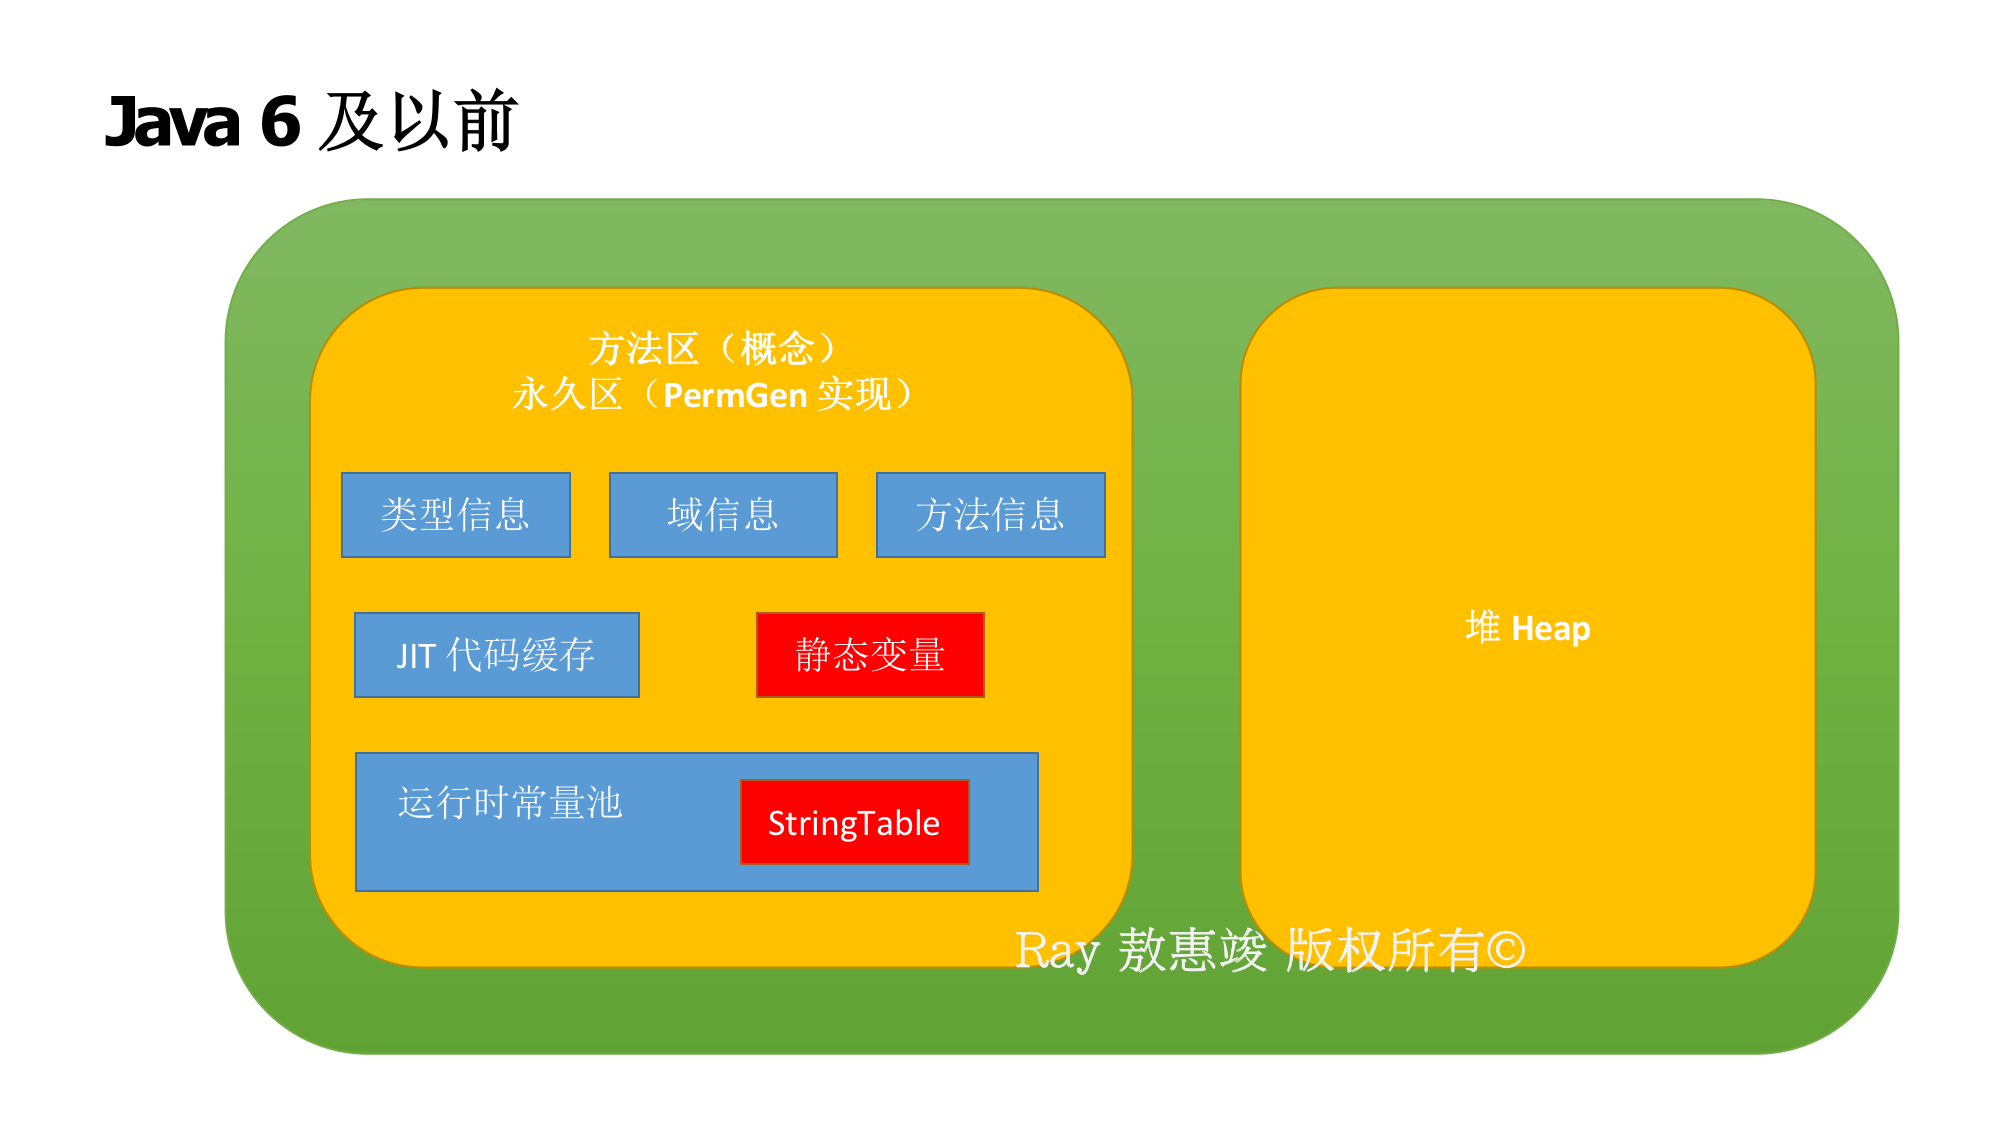 Java 6 及以前
方法区（概念）
永久区（PermGen 实现）
类型信息
域信息
方法信息
JIT 代码缓存
静态变量
运行时常量池
StringTable
堆 Heap
Ray 敖惠竣 版权所有©